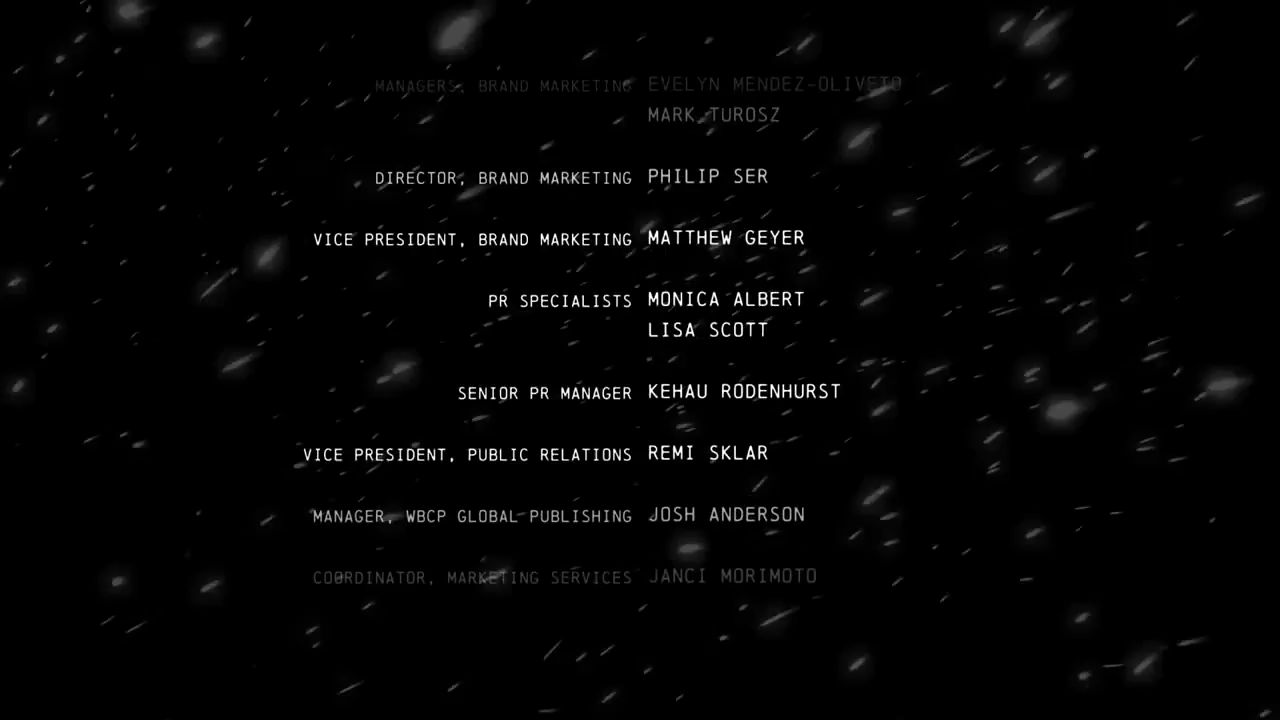 MANAGERS, BRAND MARKETING EVELYN MENDEZ-OLIVETO
MARK TUROSZ
DIRECTOR, BRAND MARKETING PHILIP SER
VICE PRESIDENT, BRAND MARKETING MATTHEW GEYER
PR SPECIALISTS MONICA ALBERT
LISA SCOTT
SENIOR PR MANAGER KEHAU RODENHURST
VICE PRESIDENT, PUBLIC RELATIONS REMI SKLAR
MANAGER, WBCP GLOBAL PUBLISHING JOSH ANDERSON
COORDINATOR, MARKETING SERVICES JANCI MORIMOTO